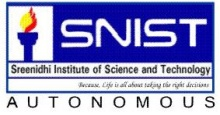 SNIST
Sreenidhi Institute of Science and Technology
Because, Life is all about taking the right decisions
AUTONOMOUS